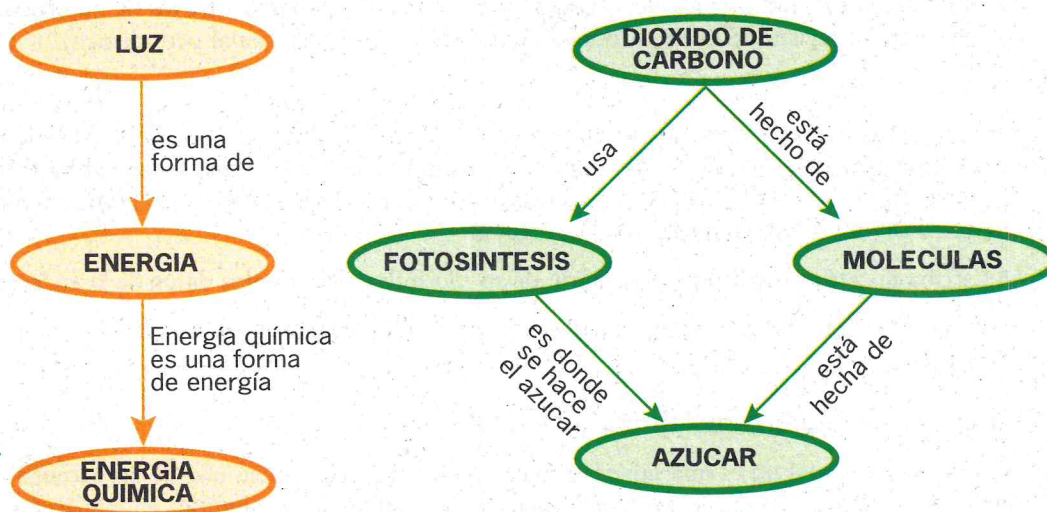 LUZ
es una
forma de
ENERGIA
Energía química
es una forma
de energía
ENERGIA
QUIMICA
DIOXIDO DE
CARBONO
usa
está
hecho de
FOTOSINTESIS
MOLECULAS
es donde
se hace
el azucar
está
hecha de
AZUCAR